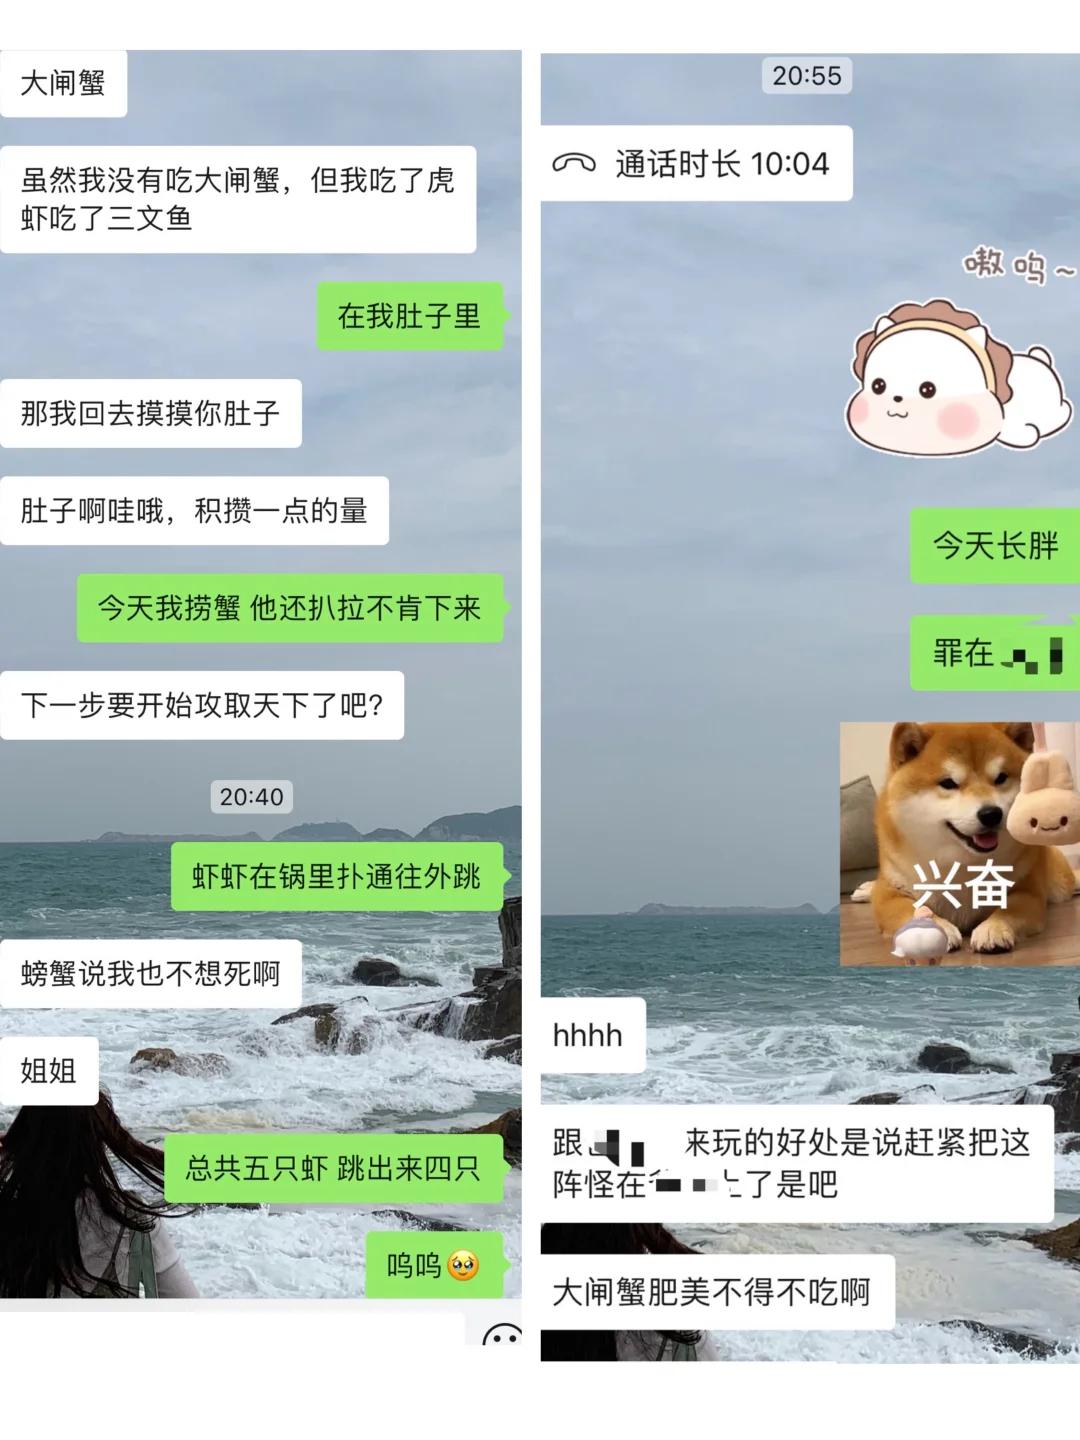 大闸蟹
虽然我没有吃大闸蟹，但我吃了虎
虾吃了三文鱼
在我肚子里
那我回去摸摸你肚子
肚子啊哇哦，积攒一点的量
今天我捞蟹 他还扒拉不肯下来
下一步要开始攻取天下了吧？
20:40
虾虾在锅里扑通往外跳
螃蟹说我也不想死啊
姐姐
总共五只虾 跳出来四只
呜呜🥹
20:55
通话时长 10:04
嗷呜~
今天长胖
罪在
兴奋
hhhh
跟 来玩的好处是说赶紧把这
阵怪在 了是吧
大闸蟹肥美不得不吃啊